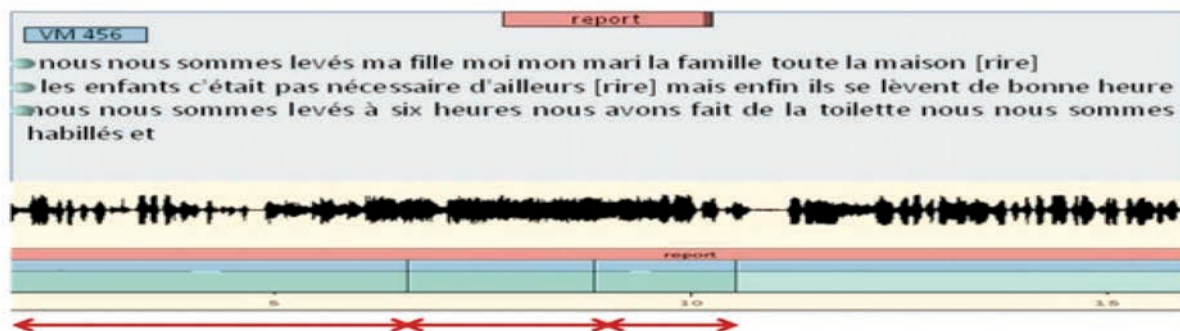 report
VM 456
nous nous sommes levés ma fille moi mon mari la famille toute la maison [rire]
les enfants c'était pas nécessaire d'ailleurs [rire] mais enfin ils se lèvent de bonne heure
nous nous sommes levés à six heures nous avons fait de la toilette nous nous sommes
habillés et
report
5 10 15